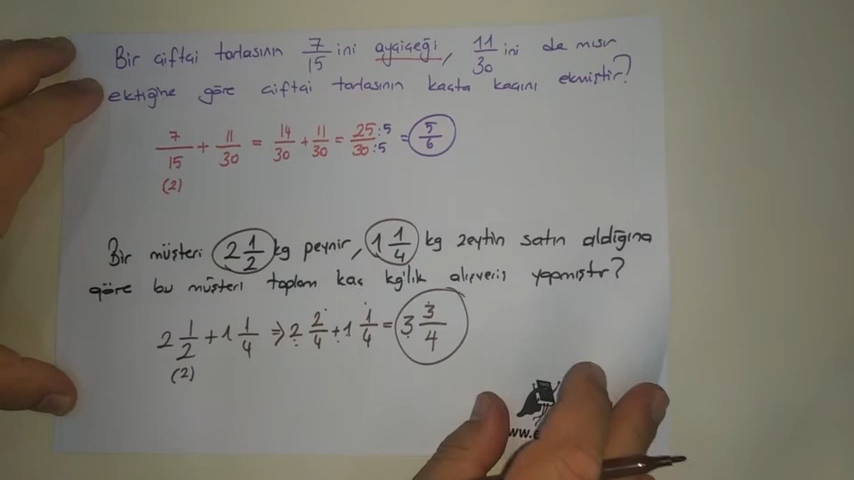 Bir çiftçi tarlasının 7/15 ini ayçiçeği, 11/30 ini de mısır
ektiğine göre çiftçi tarlasının kaçta kaçını ekmiştir?
7/15 + 11/30 = 14/30 + 11/30 = 25:5/30:5 = 5/6
(2)
Bir müşteri 2 1/2 kg peynir, 1 1/4 kg zeytin satın aldığına
göre bu müşteri toplam kaç kg'lık alışveriş yapmıştır?
2 1/2 + 1 1/4 ⇒ 2 2/4 + 1 1/4 = 3 3/4
(2)